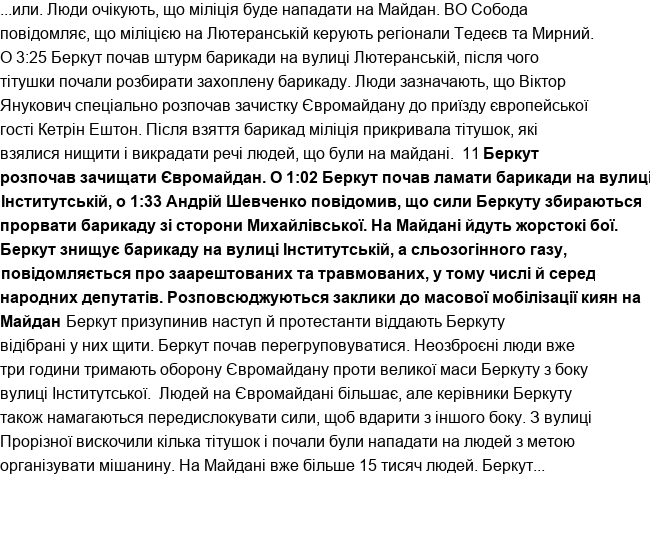 ...или. Люди очікують, що міліція буде нападати на Майдан. ВО Собода
повідомляє, що міліцією на Лютеранській керують регіонали Тедеєв та Мирний.
О 3:25 Беркут почав штурм барикади на вулиці Лютеранській, після чого
тітушки почали розбирати захоплену барикаду. Люди зазначають, що Віктор
Янукович спеціально розпочав зачистку Євромайдану до приїзду європейської
гості Кетрін Ештон. Після взяття барикад міліція прикривала тітушок, які
взялися нищити і викрадати речі людей, що були на майдані.  11 Беркут
розпочав зачищати Євромайдан. О 1:02 Беркут почав ламати барикади на вулиці
Інститутській, о 1:33 Андрій Шевченко повідомив, що сили Беркуту збираються
прорвати барикаду зі сторони Михайлівської. На Майдані йдуть жорстокі бої.
Беркут знищує барикаду на вулиці Інститутській, а сльозогінного газу,
повідомляється про заарештованих та травмованих, у тому числі й серед
народних депутатів. Розповсюджуються заклики до масової мобілізації киян на
Майдан Беркут призупинив наступ й протестанти віддають Беркуту
відібрані у них щити. Беркут почав перегруповуватися. Неозброєні люди вже
три години тримають оборону Євромайдану проти великої маси Беркуту з боку
вулиці Інститутської.  Людей на Євромайдані більшає, але керівники Беркуту
також намагаються передислокувати сили, щоб вдарити з іншого боку. З вулиці
Прорізної вискочили кілька тітушок і почали були нападати на людей з метою
організувати мішанину. На Майдані вже більше 15 тисяч людей. Беркут...